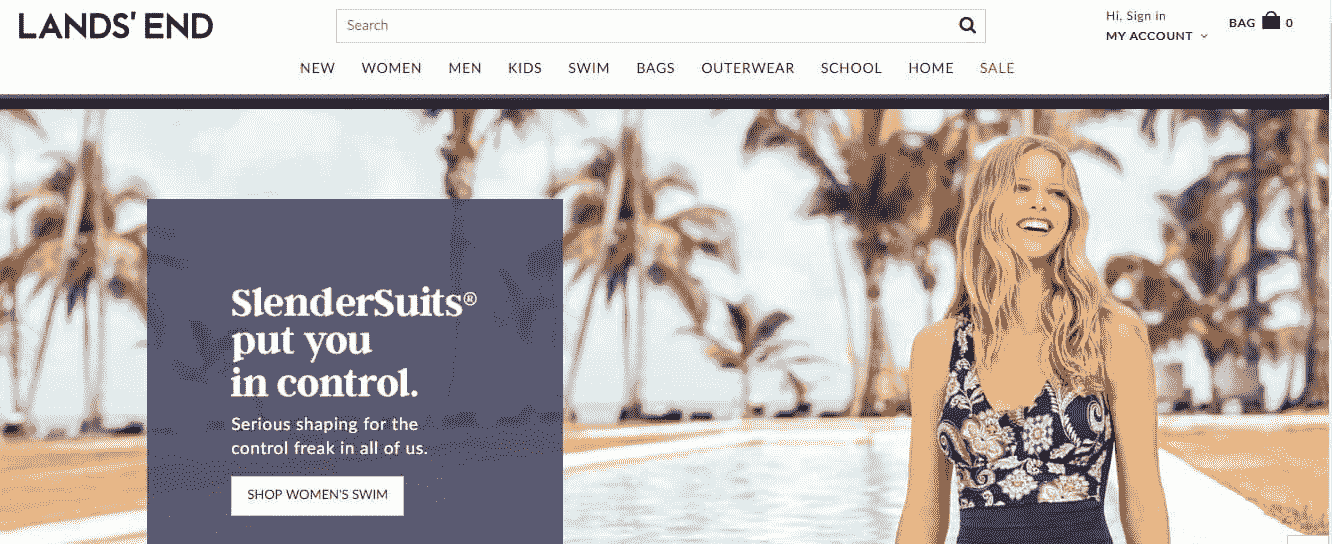 LANDS' END
Search
Hi, Sign in
MY ACCOUNT
BAG 0
NEW WOMEN MEN KIDS SWIM BAGS OUTERWEAR SCHOOL HOME SALE
SlenderSuits®
put you
in control.
Serious shaping for the
control freak in all of us.
SHOP WOMEN'S SWIM